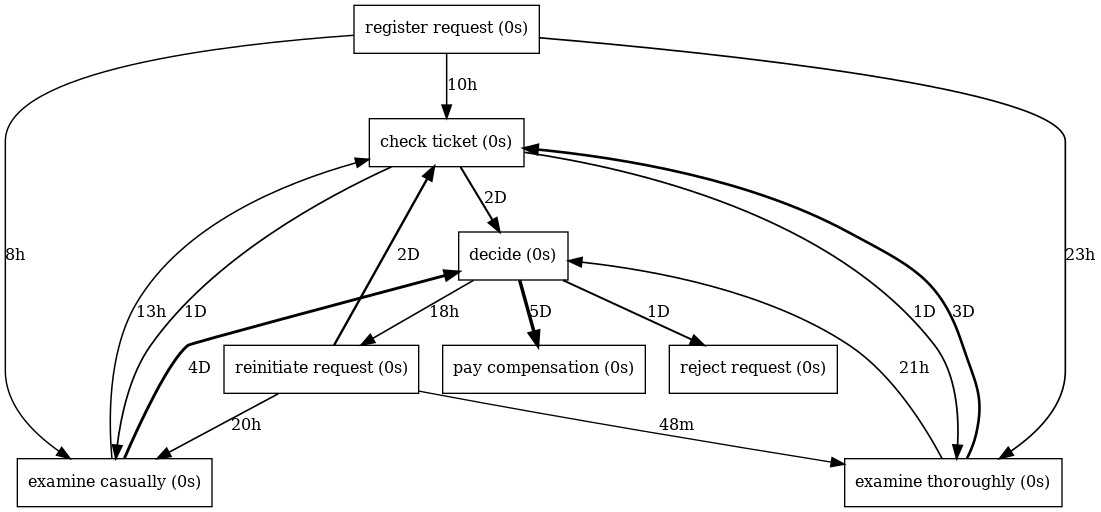 register request (0s)
10h
check ticket (0s)
2D
decide (0s)
8h
2D
23h
13h
1D
18h
5D
1D
1D
3D
4D
reinitiate request (0s)
pay compensation (0s)
reject request (0s)
21h
20h
48m
examine casually (0s)
examine thoroughly (0s)